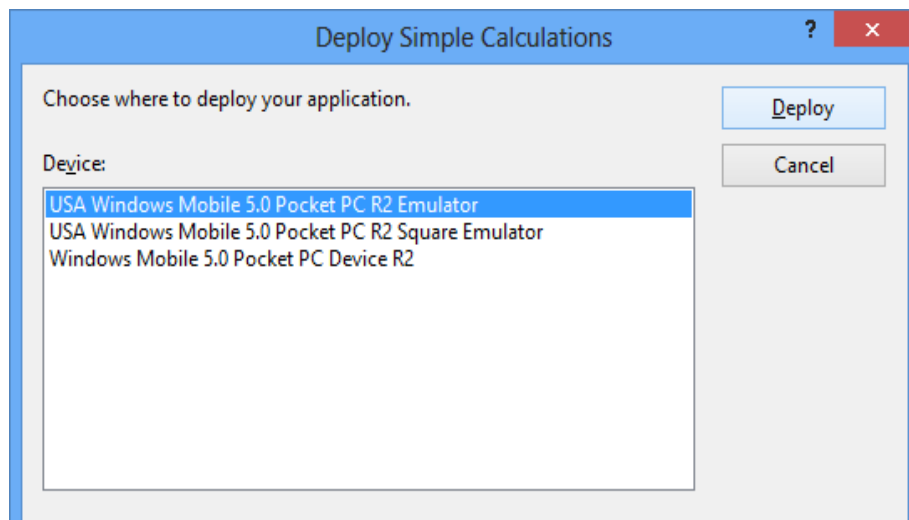 Deploy Simple Calculations
?
x
Choose where to deploy your application.
Deploy
Device:
Cancel
USA Windows Mobile 5.0 Pocket PC R2 Emulator
USA Windows Mobile 5.0 Pocket PC R2 Square Emulator
Windows Mobile 5.0 Pocket PC Device R2